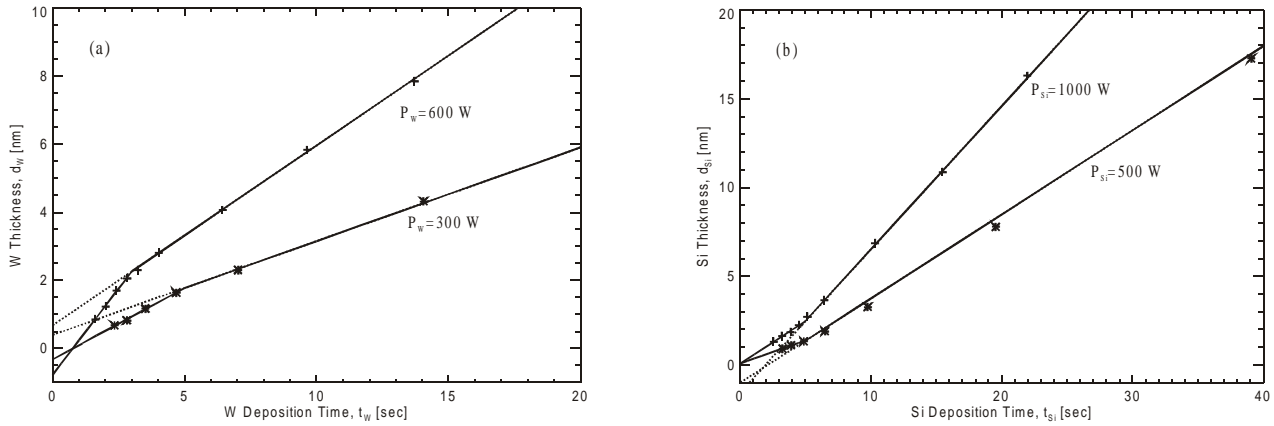 10
8
6
4
2
0
W Thickness, d_W [nm]
(a)
P_W=600 W
P_W=300 W
0 5 10 15 20
W Deposition Time, t_W [sec]
20
15
10
5
0
Si Thickness, d_Si [nm]
(b)
P_Si=1000 W
P_Si=500 W
0 10 20 30 40
Si Deposition Time, t_Si [sec]